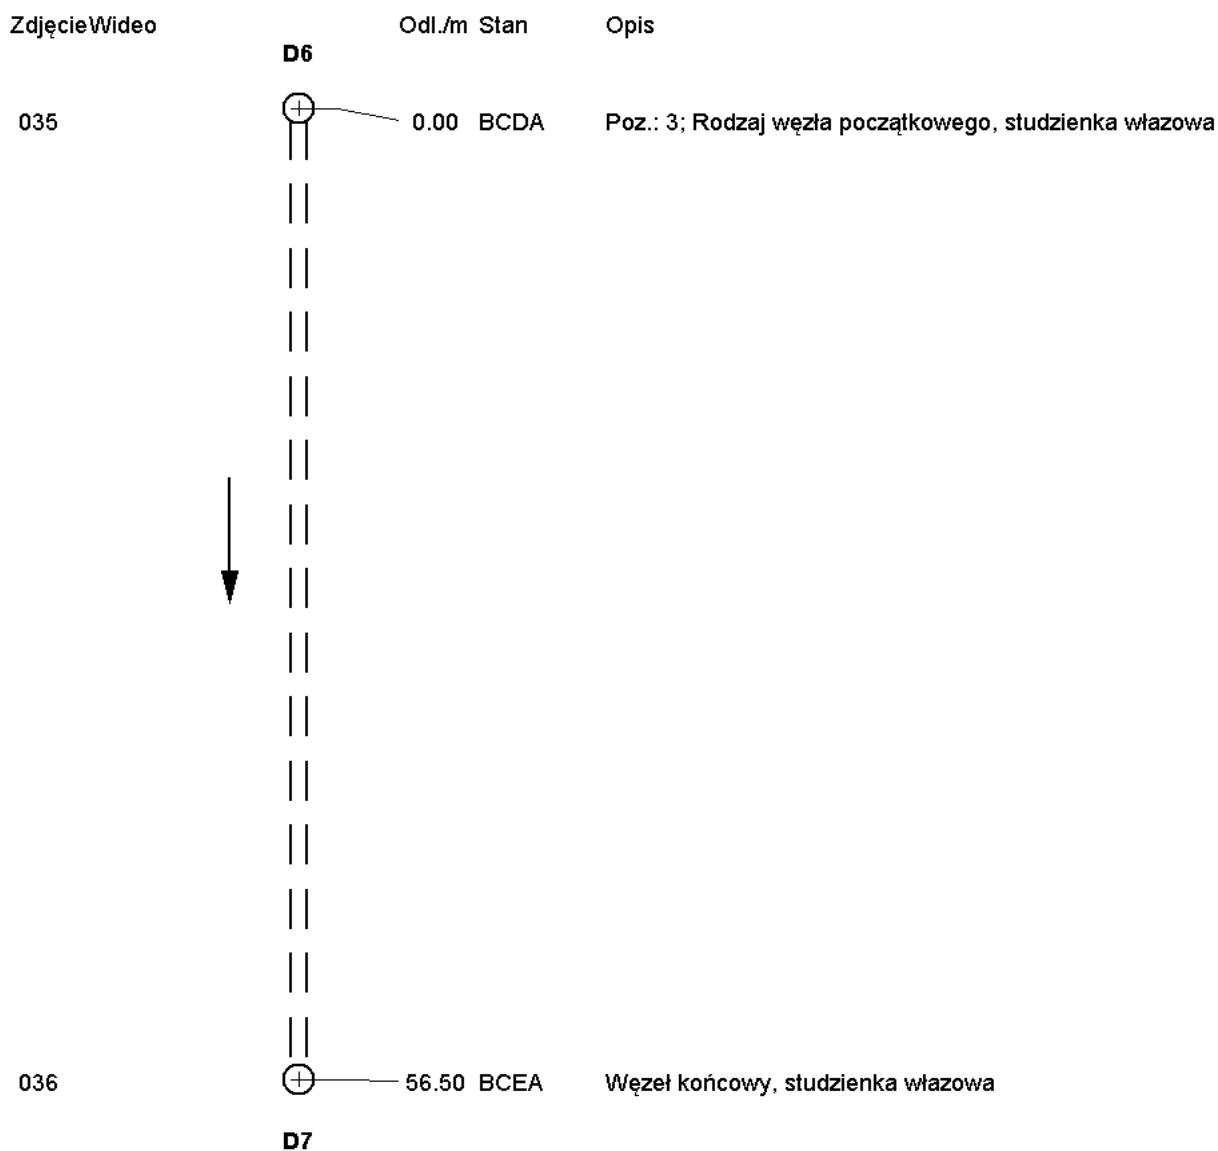 ZdjęcieWideo Odl./m Stan Opis
D6
035 0.00 BCDA Poz.: 3; Rodzaj węzła początkowego, studzienka włazowa
036 56.50 BCEA Węzeł końcowy, studzienka włazowa
D7